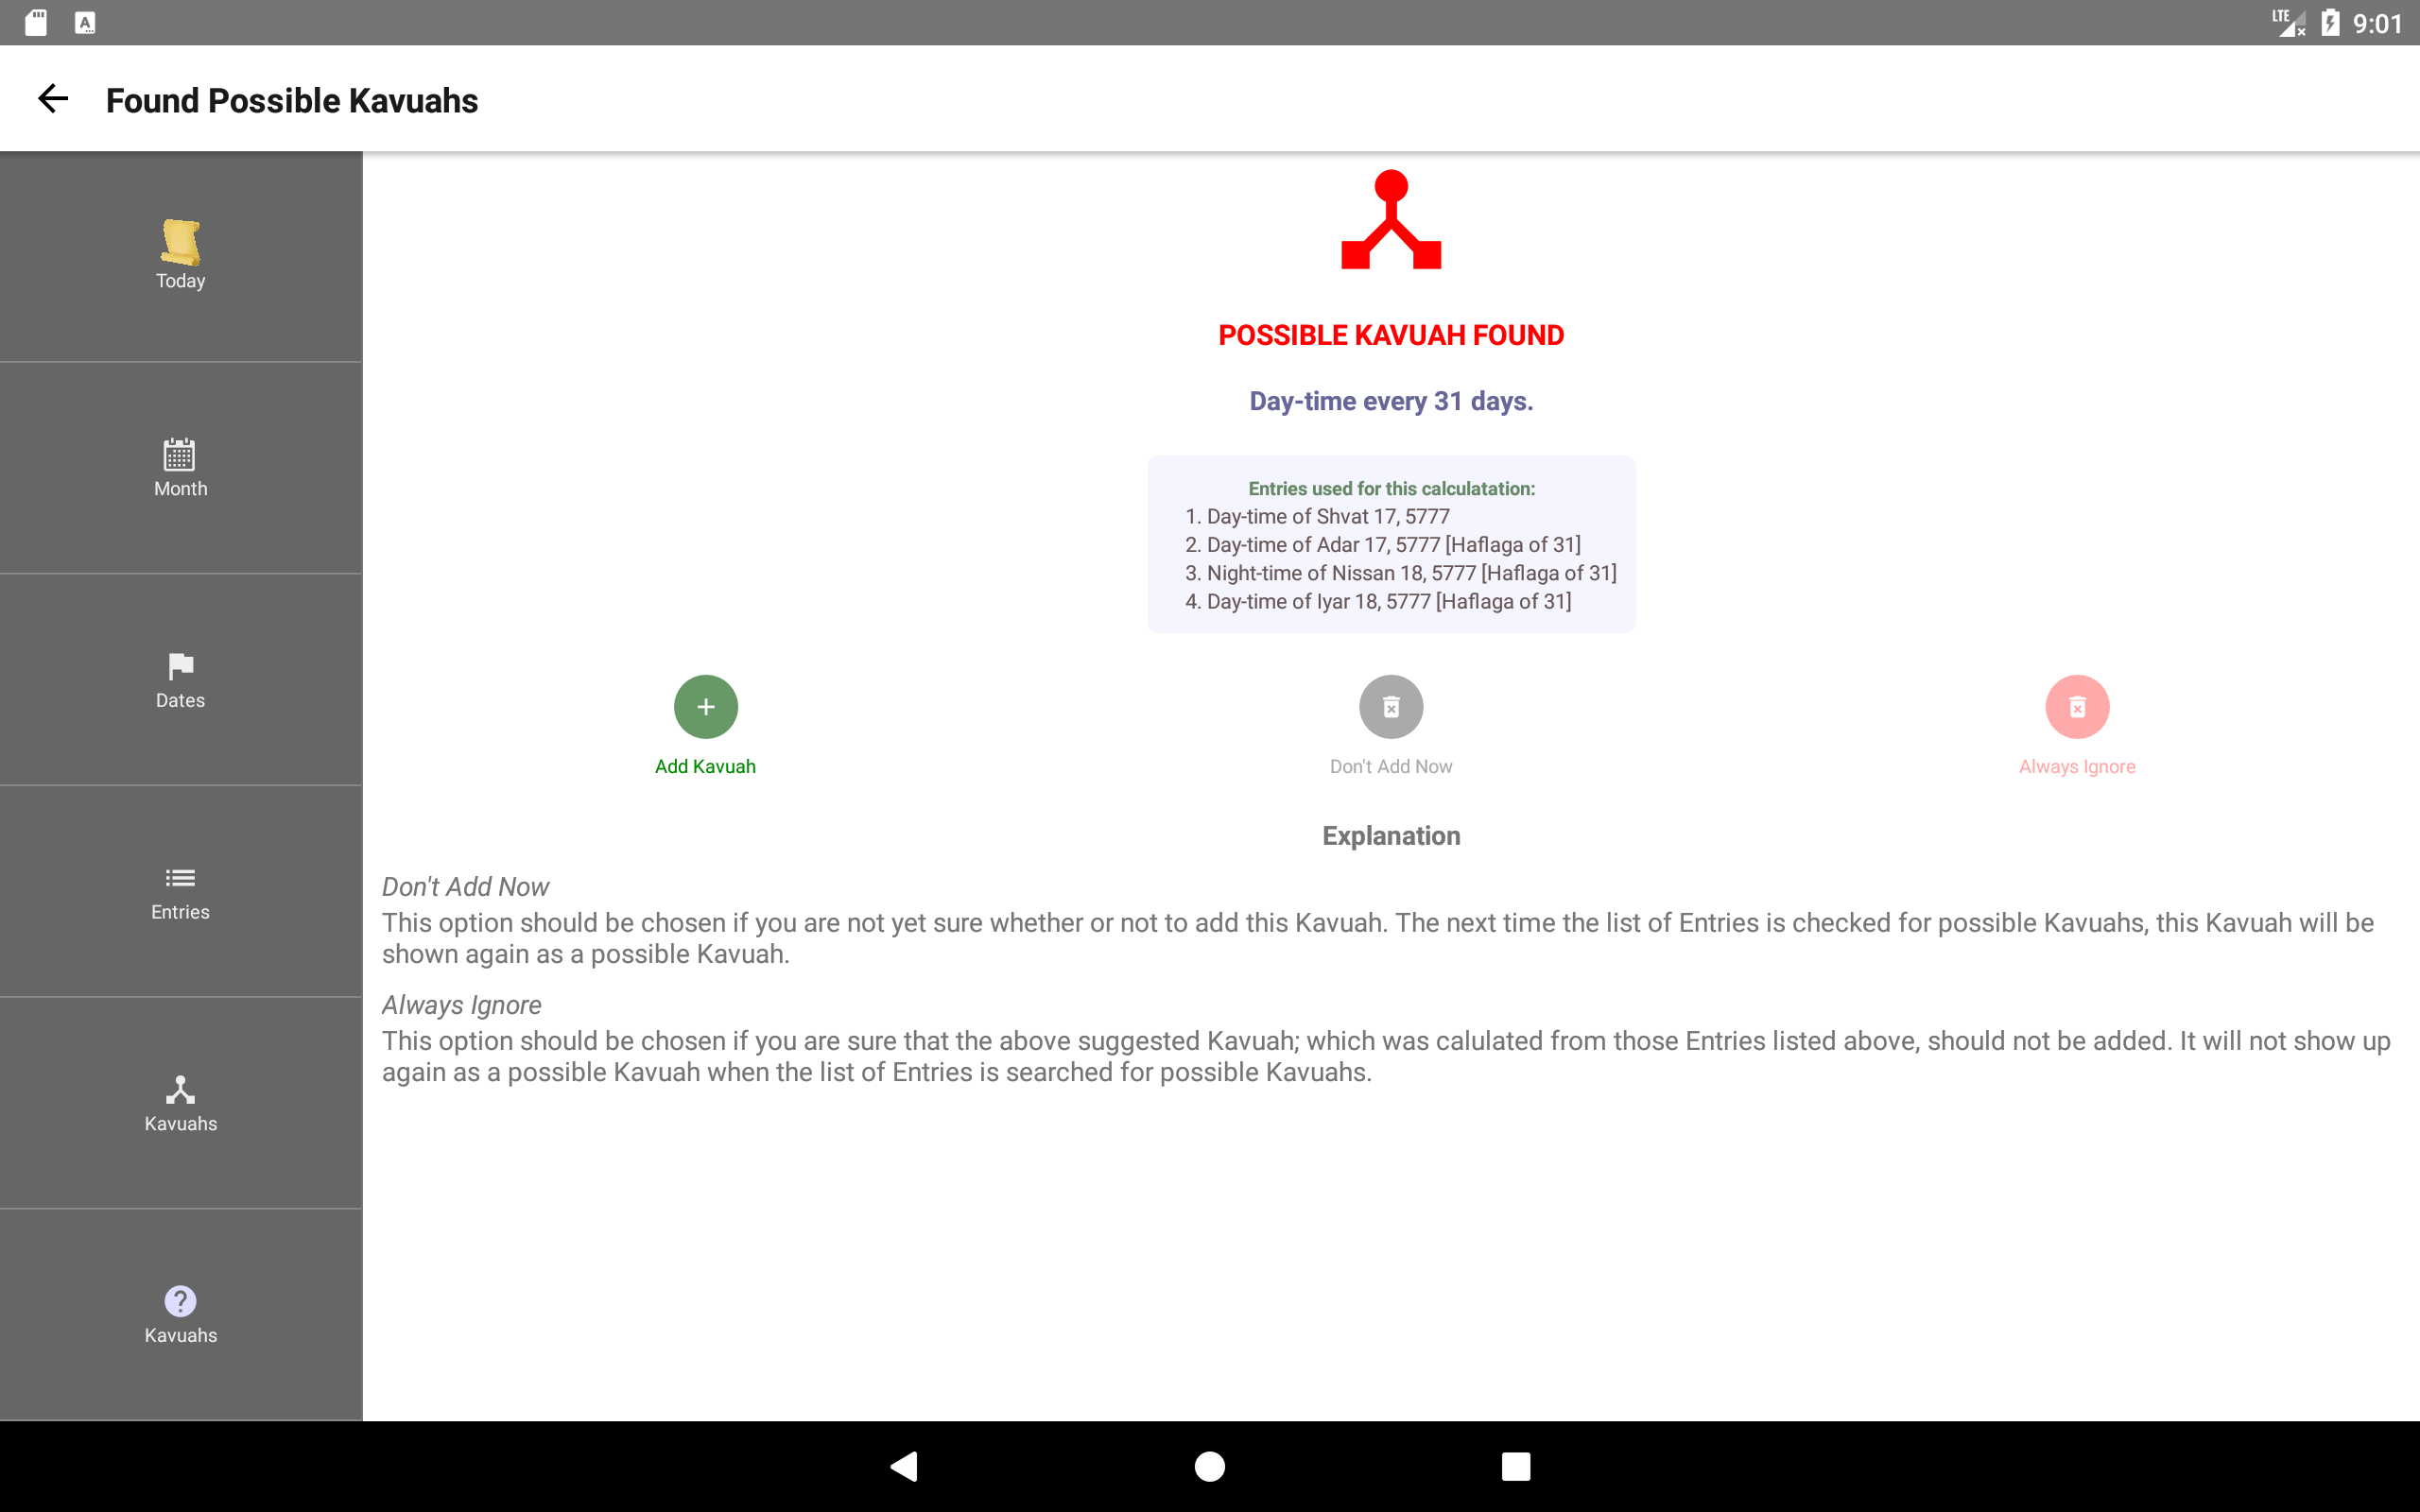 LTE 9:01
Found Possible Kavuahs
Today
Month
Dates
Entries
Kavuahs
Kavuahs
POSSIBLE KAVUAH FOUND
Day-time every 31 days.
Entries used for this calculatation:
1. Day-time of Shvat 17, 5777
2. Day-time of Adar 17, 5777 [Haflaga of 31]
3. Night-time of Nissan 18, 5777 [Haflaga of 31]
4. Day-time of Iyar 18, 5777 [Haflaga of 31]
Add Kavuah
Don't Add Now
Always Ignore
Explanation
Don't Add Now
This option should be chosen if you are not yet sure whether or not to add this Kavuah. The next time the list of Entries is checked for possible Kavuahs, this Kavuah will be
shown again as a possible Kavuah.
Always Ignore
This option should be chosen if you are sure that the above suggested Kavuah; which was calulated from those Entries listed above, should not be added. It will not show up
again as a possible Kavuah when the list of Entries is searched for possible Kavuahs.